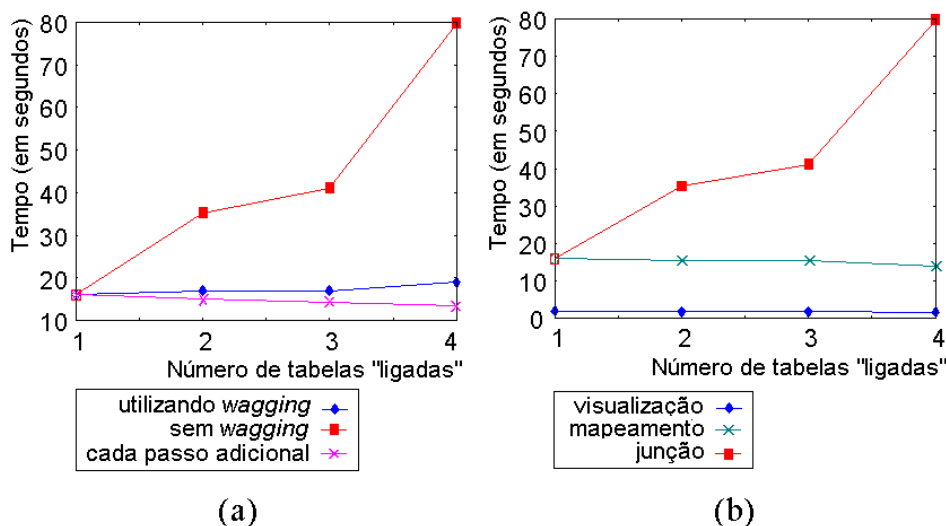 80
70
60
50
40
30
20
10
Tempo (em segundos)
1 2 3 4
Número de tabelas "ligadas"
utilizando wagging
sem wagging
cada passo adicional
(a)
80
70
60
50
40
30
20
10
0
Tempo (em segundos)
1 2 3 4
Número de tabelas "ligadas"
visualização
mapeamento
junção
(b)